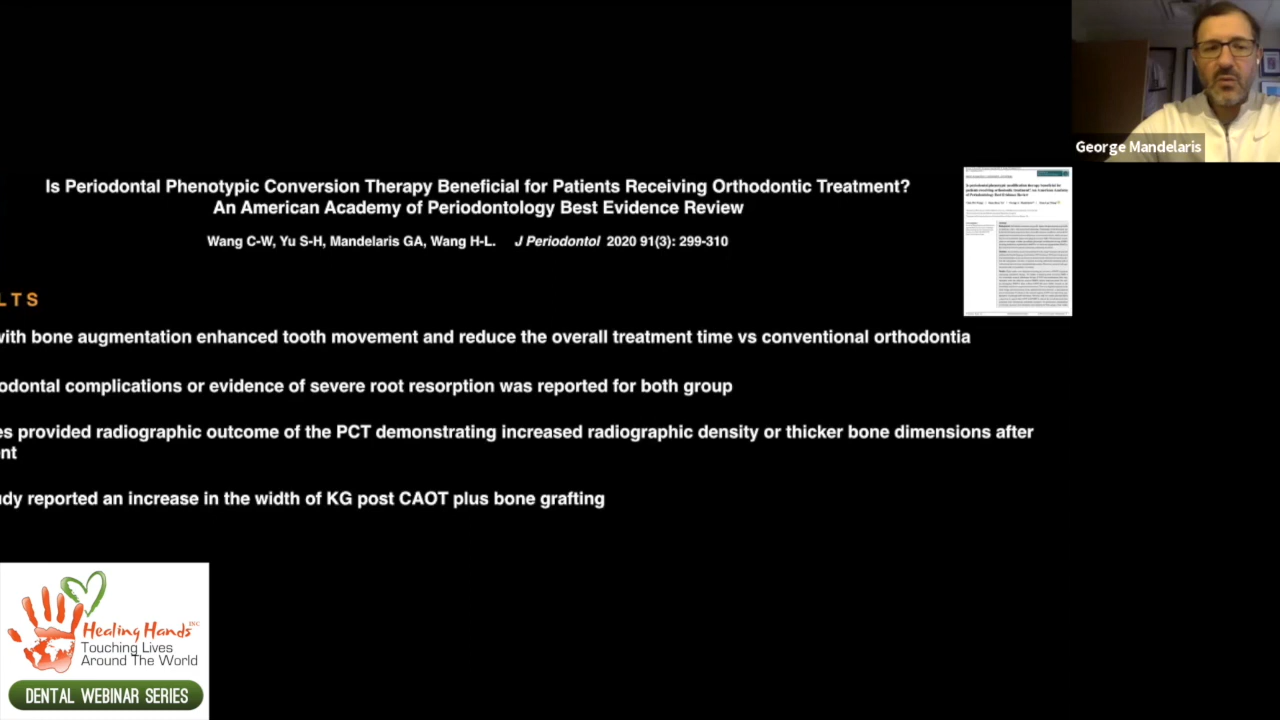 George Mandelaris
Is Periodontal Phenotypic Conversion Therapy Beneficial for Patients Receiving Orthodontic Treatment?
An American Academy of Periodontology Best Evidence Review
Wang C-W, Yu S-H, Mandelaris GA, Wang H-L. J Periodontol 2020 91(3): 299-310
LTS
with bone augmentation enhanced tooth movement and reduce the overall treatment time vs conventional orthodontia
odontal complications or evidence of severe root resorption was reported for both group
es provided radiographic outcome of the PCT demonstrating increased radiographic density or thicker bone dimensions after
nt
udy reported an increase in the width of KG post CAOT plus bone grafting
Healing Hands INC
Touching Lives
Around The World
DENTAL WEBINAR SERIES